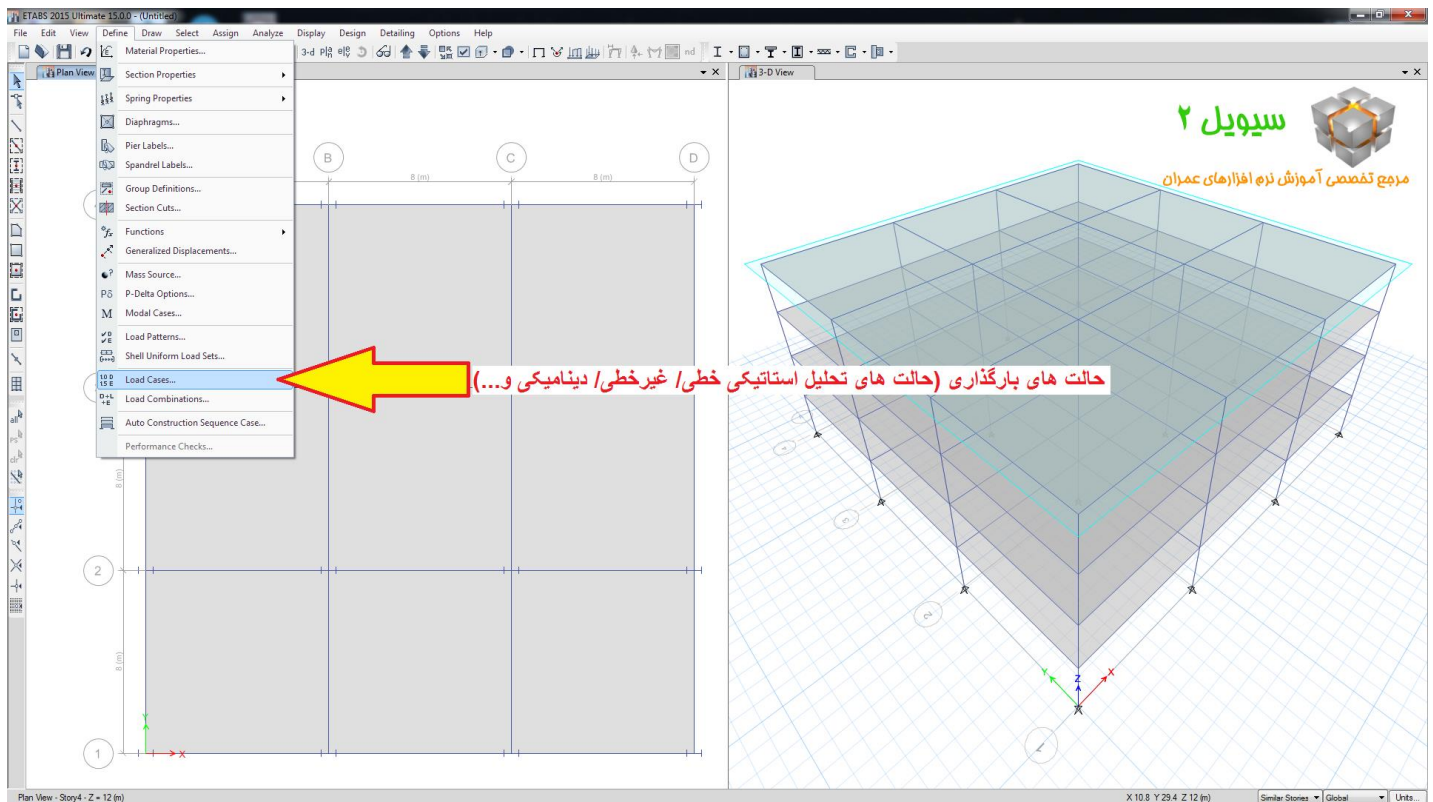 ETABS 2015 Ultimate 15.0.0 - (Untitled)
File Edit View Define Draw Select Assign Analyze Display Design Detailing Options Help
3-d
nd
Plan View
3-D View
Material Properties...
Section Properties
Spring Properties
Diaphragms...
Pier Labels...
Spandrel Labels...
Group Definitions...
Section Cuts...
Functions
Generalized Displacements...
Mass Source...
P-Delta Options...
Modal Cases...
Load Patterns...
Shell Uniform Load Sets...
Load Cases...
Load Combinations...
Auto Construction Sequence Case...
Performance Checks...
B C D
8 (m) 8 (m)
8 (m)
2
8 (m)
1
Y
X
سیویل ۲
مرجع تخصصی آموزش نرم افزارهای عمران
حالت های بارگذاری (حالت های تحلیل استاتیکی خطی/ غیرخطی/ دینامیکی و...)
Y Z X
Plan View - Story4 - Z = 12 (m)
X 10.8 Y 29.4 Z 12 (m)
Similar Stories
Global
Units...